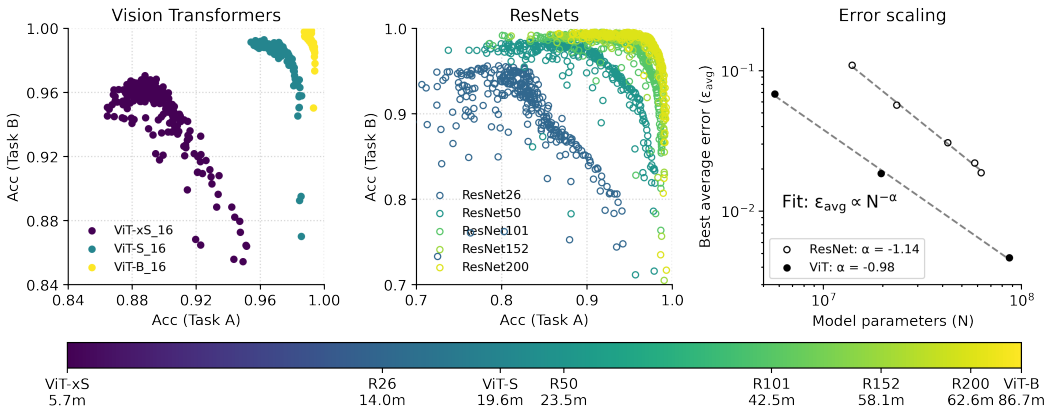 Vision Transformers
ResNets
Error scaling
Acc (Task B)
1.00
0.96
0.92
0.88
0.84
ViT-xS_16
ViT-S_16
ViT-B_16
0.84 0.88 0.92 0.96 1.00
Acc (Task A)
Acc (Task B)
1.0
0.9
0.8
0.7
ResNet26
ResNet50
ResNet101
ResNet152
ResNet200
0.7 0.8 0.9 1.0
Acc (Task A)
Best average error (ε_avg)
10⁻¹
10⁻²
Fit: ε_avg ∝ N^−α
ResNet: α = -1.14
ViT: α = -0.98
10⁷ 10⁸
Model parameters (N)
ViT-xS R26 ViT-S R50 R101 R152 R200 ViT-B
5.7m 14.0m 19.6m 23.5m 42.5m 58.1m 62.6m 86.7m